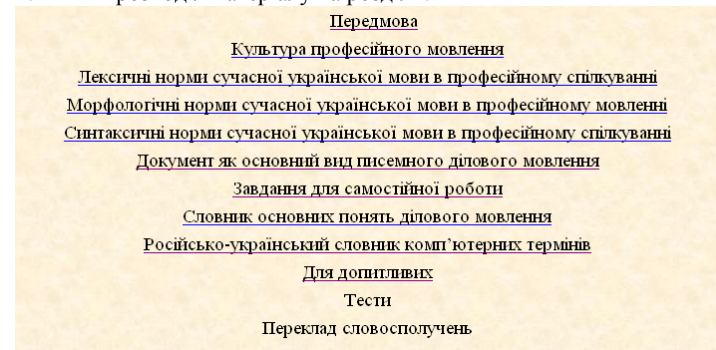 Передмова
Культура професійного мовлення
Лексичні норми сучасної української мови в професійному спілкуванні
Морфологічні норми сучасної української мови в професійному мовленні
Синтаксичні норми сучасної української мови в професійному спілкуванні
Документ як основний вид писемного ділового мовлення
Завдання для самостійної роботи
Словник основних понять ділового мовлення
Російсько-український словник комп’ютерних термінів
Для допитливих
Тести
Переклад словосполучень